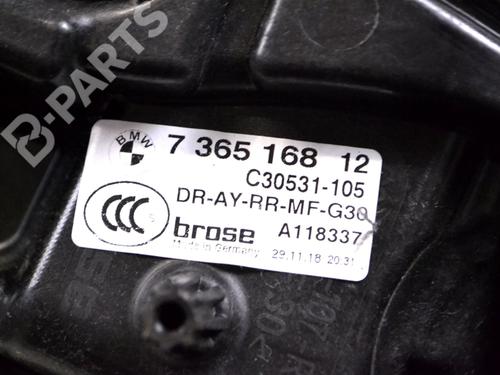 B-PARTS
BMW
7 365 168 12
C30531-105
DR-AY-RR-MF-G30
CCC
brose A118337
Made in Germany 29.11.18 20:31